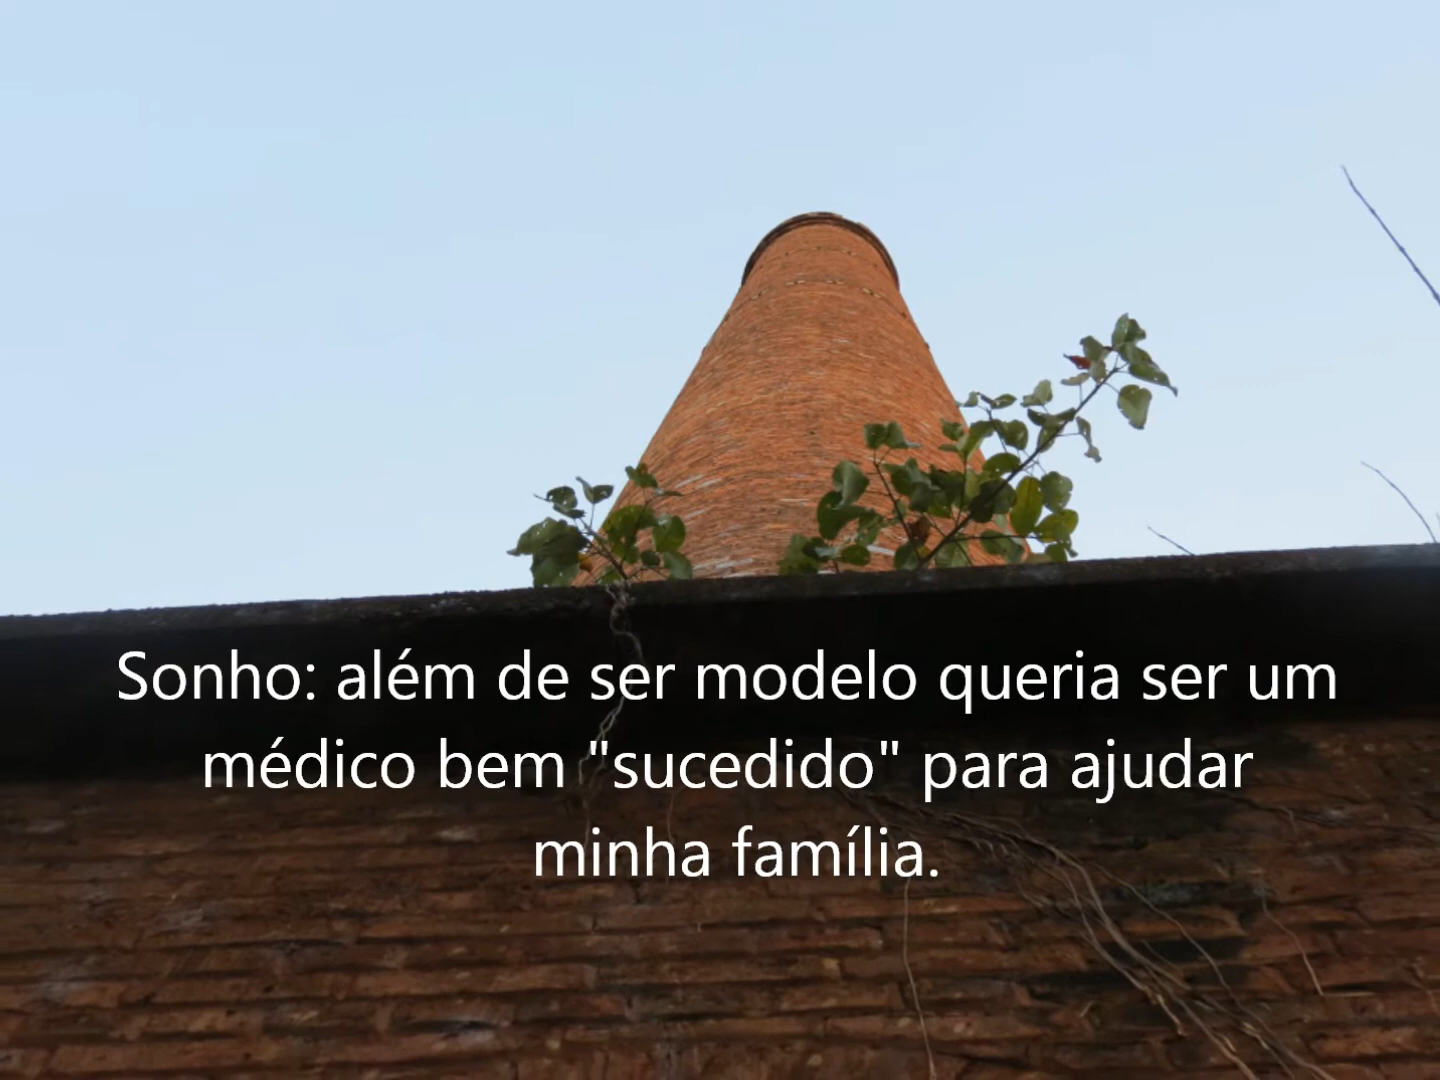 Sonho: além de ser modelo queria ser um
médico bem "sucedido" para ajudar
minha família.